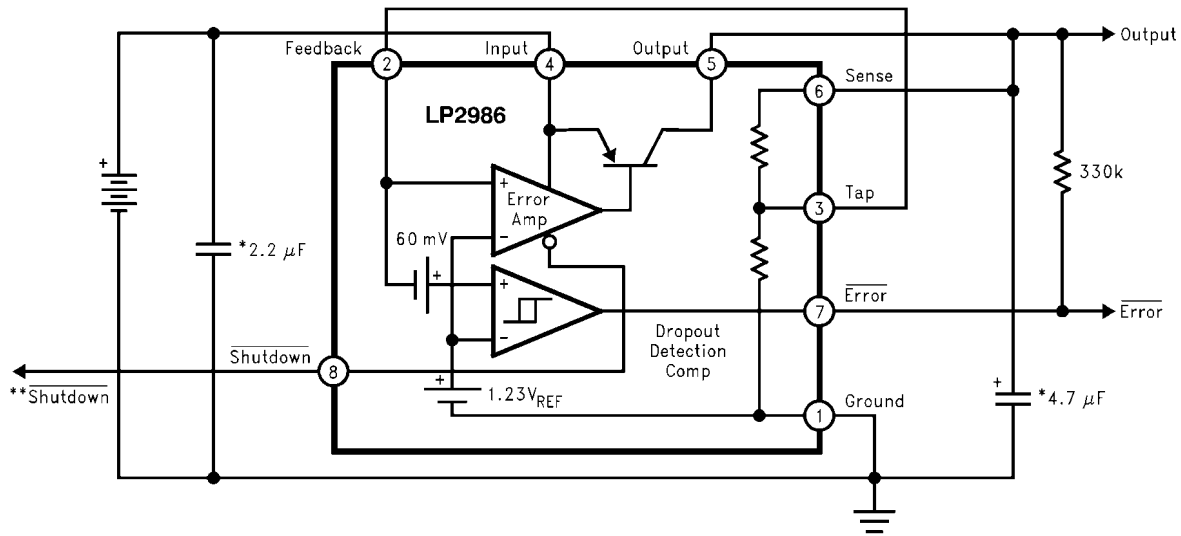 Feedback
Input
Output
Output
2
4
5
Sense
6
LP2986
+
330k
+
Error
Amp
-
Tap
3
60 mV
*2.2 µF
+
+
Error
7
Error
Dropout
Detection
Comp
-
Shutdown
8
**Shutdown
+
1.23VREF
Ground
1
+
*4.7 µF